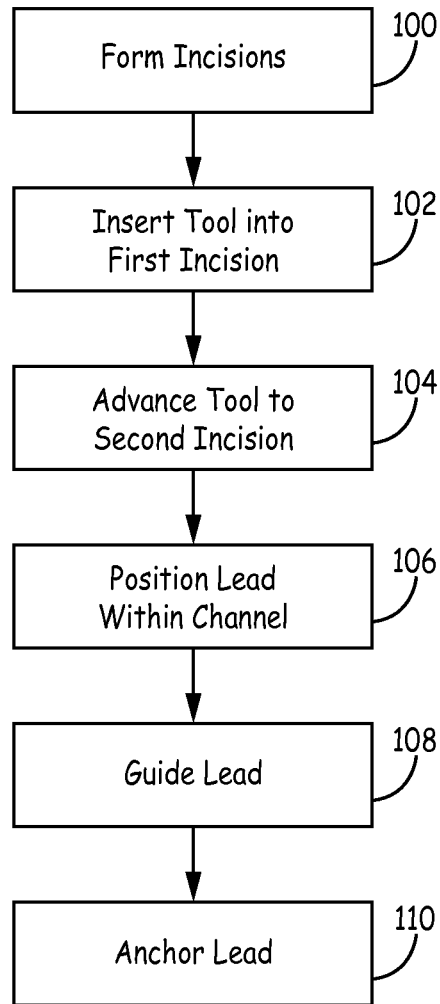 100
Form Incisions
102
Insert Tool into
First Incision
104
Advance Tool to
Second Incision
106
Position Lead
Within Channel
108
Guide Lead
110
Anchor Lead